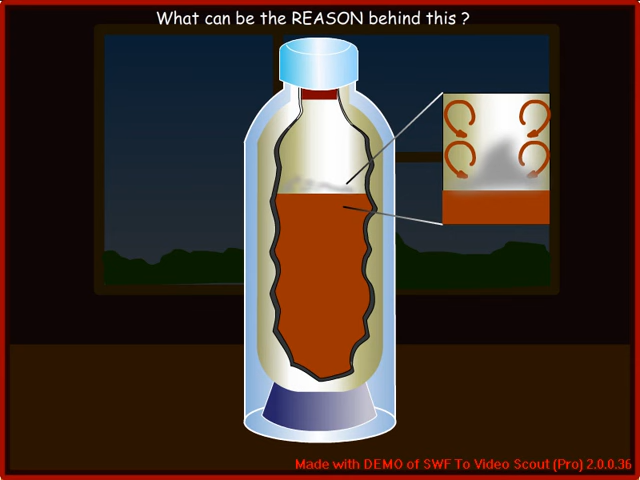 What can be the REASON behind this ?
Made with DEMO of SWF To Video Scout (Pro) 2.0.0.36